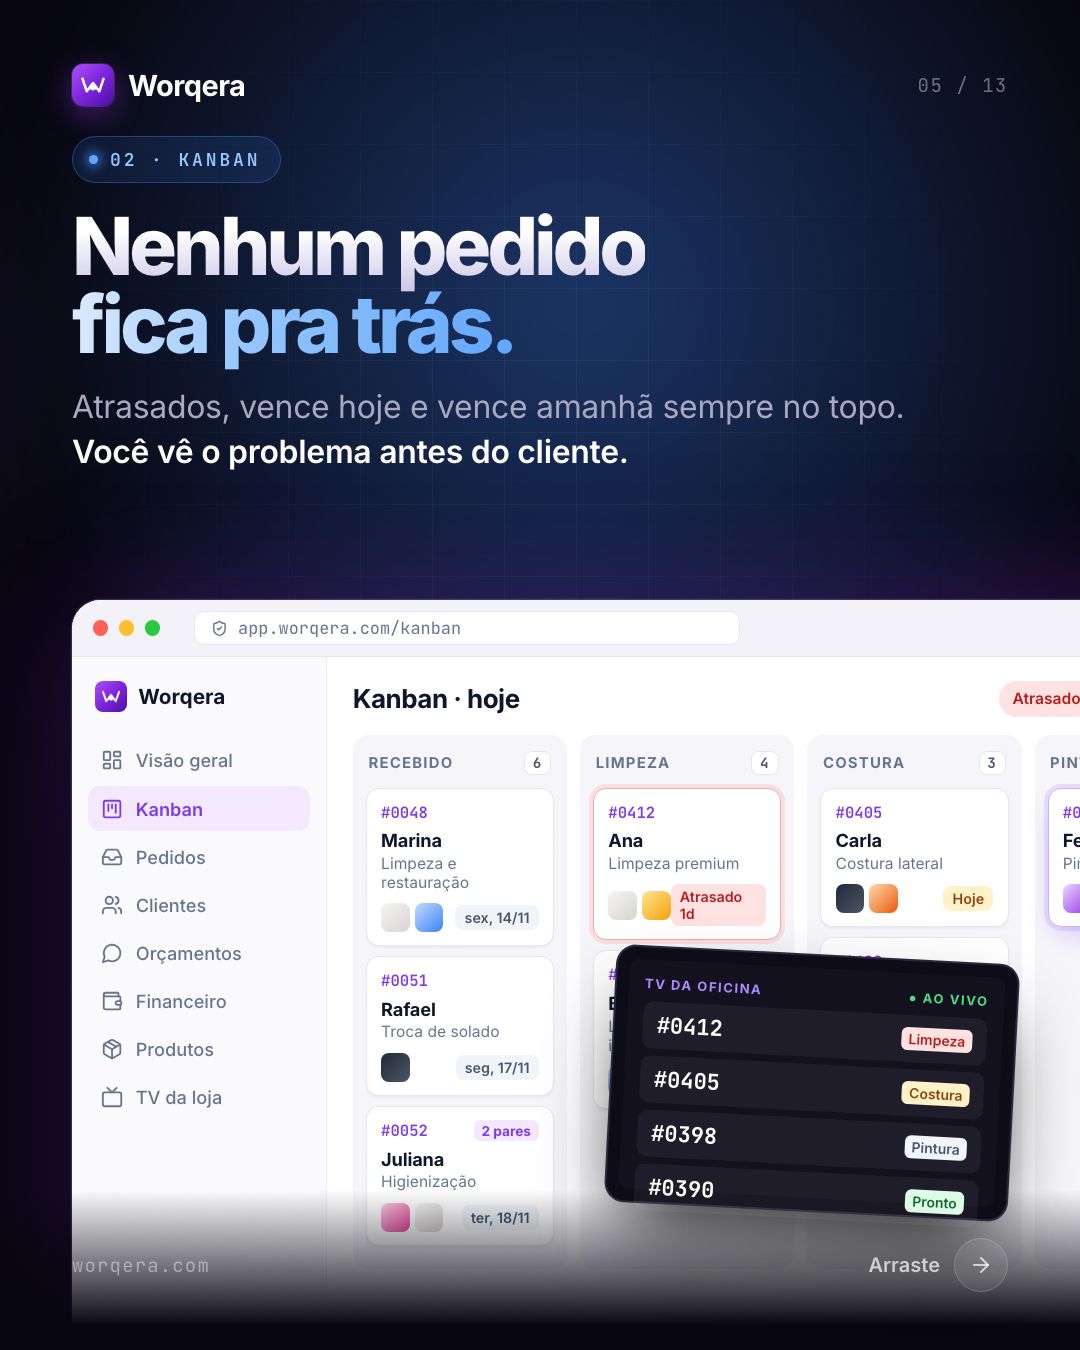 Worqera
05 / 13
02 · KANBAN
Nenhum pedido
fica pra trás.
Atrasados, vence hoje e vence amanhã sempre no topo.
Você vê o problema antes do cliente.
app.worqera.com/kanban
Worqera
Visão geral
Kanban
Pedidos
Clientes
Orçamentos
Financeiro
Produtos
TV da loja
Kanban · hoje
RECEBIDO 6
#0048
Marina
Limpeza e
restauração
sex, 14/11
#0051
Rafael
Troca de solado
seg, 17/11
#0052 2 pares
Juliana
Higienização
ter, 18/11
LIMPEZA 4
#0412
Ana
Limpeza premium
Atrasado
1d
COSTURA 3
#0405
Carla
Costura lateral
Hoje
TV DA OFICINA
• AO VIVO
#0412 Limpeza
#0405 Costura
#0398 Pintura
#0390 Pronto
worqera.com
Arraste